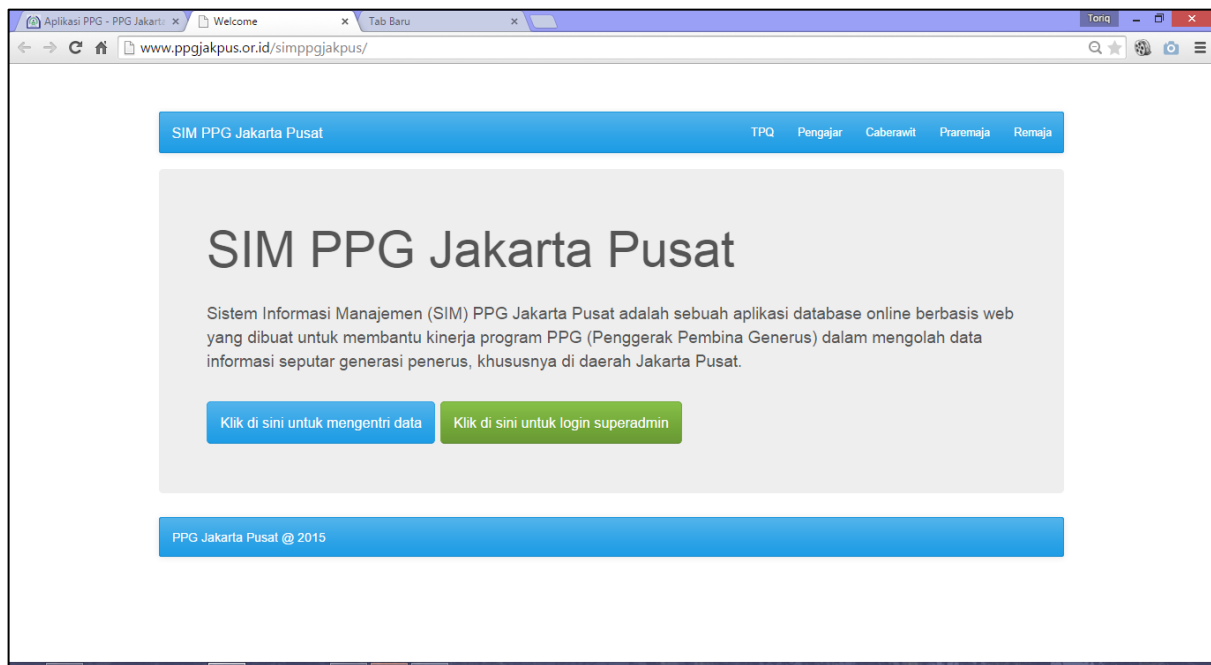 Aplikasi PPG - PPG Jakarta
Welcome
Tab Baru
Toriq
www.ppgjakpus.or.id/simppgjakpus/
SIM PPG Jakarta Pusat
TPQ Pengajar Caberawit Praremaja Remaja
SIM PPG Jakarta Pusat
Sistem Informasi Manajemen (SIM) PPG Jakarta Pusat adalah sebuah aplikasi database online berbasis web
yang dibuat untuk membantu kinerja program PPG (Penggerak Pembina Generus) dalam mengolah data
informasi seputar generasi penerus, khususnya di daerah Jakarta Pusat.
Klik di sini untuk mengentri data
Klik di sini untuk login superadmin
PPG Jakarta Pusat @ 2015